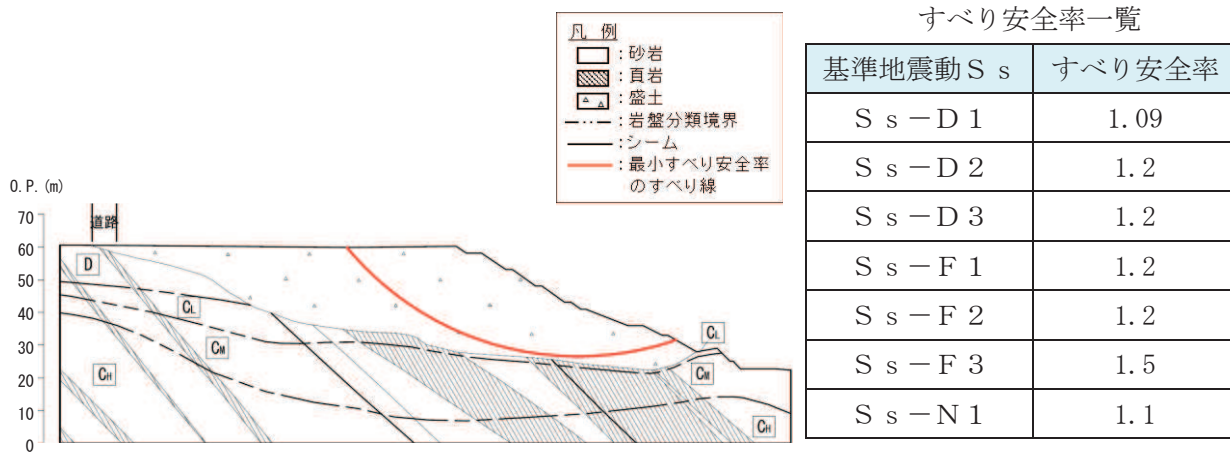 すべり安全率一覧
基準地震動Ｓｓ すべり安全率
Ｓｓ－Ｄ１ 1.09
Ｓｓ－Ｄ２ 1.2
Ｓｓ－Ｄ３ 1.2
Ｓｓ－Ｆ１ 1.2
Ｓｓ－Ｆ２ 1.2
Ｓｓ－Ｆ３ 1.5
Ｓｓ－Ｎ１ 1.1
凡 例
：砂岩
：頁岩
：盛土
：岩盤分類境界
：シーム
：最小すべり安全率
のすべり線
O.P.(m)
70
60
50
40
30
20
10
0
道路
D
CL
CM
CH
CL
CM
CH